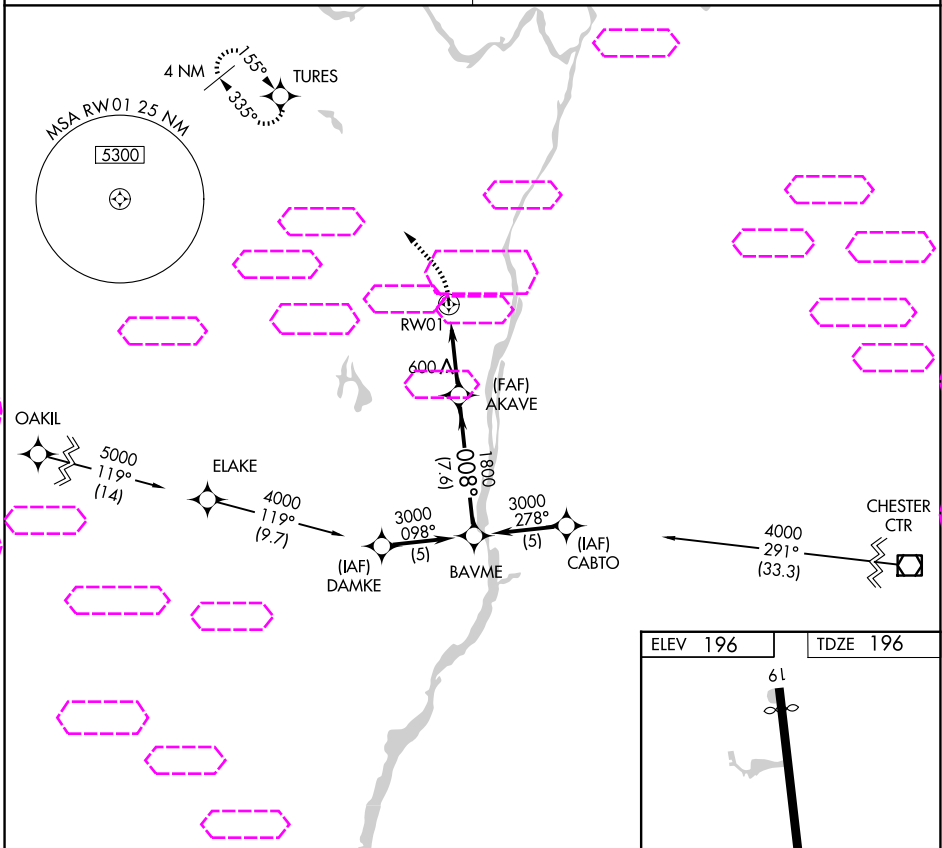 4 NM
155°
335°
TURES
MSA RW01 25 NM
5300
RW01
600
(FAF)
AKAVE
OAKIL
5000
119°
(14)
ELAKE
4000
119°
(9.7)
1800
008°
(7.6)
3000
098°
(5)
(IAF)
DAMKE
BAVME
3000
278°
(5)
(IAF)
CABTO
4000
291°
(33.3)
CHESTER
CTR
ELEV 196
TDZE 196
19